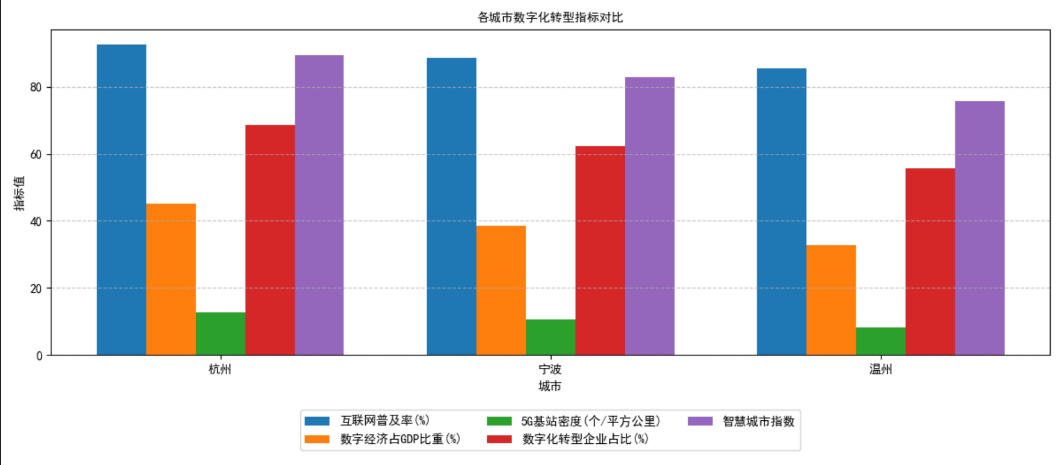 各城市数字化转型指标对比
指标值
80
60
40
20
0
杭州
宁波
温州
城市
互联网普及率(%)
5G基站密度(个/平方公里)
智慧城市指数
数字经济占GDP比重(%)
数字化转型企业占比(%)